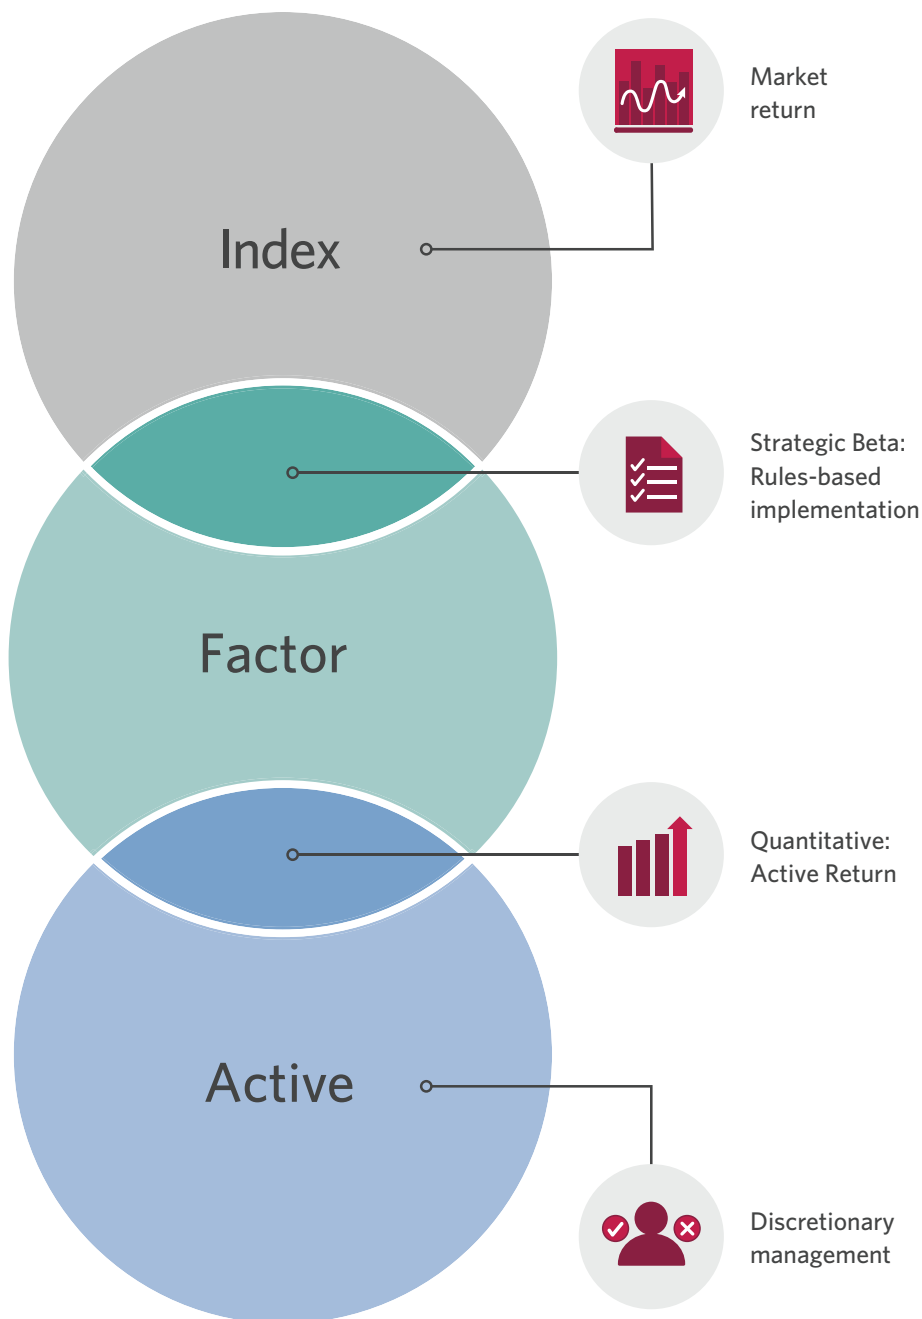 Market
return
Index
Strategic Beta:
Rules-based
implementation
Factor
Quantitative:
Active Return
Active
Discretionary
management